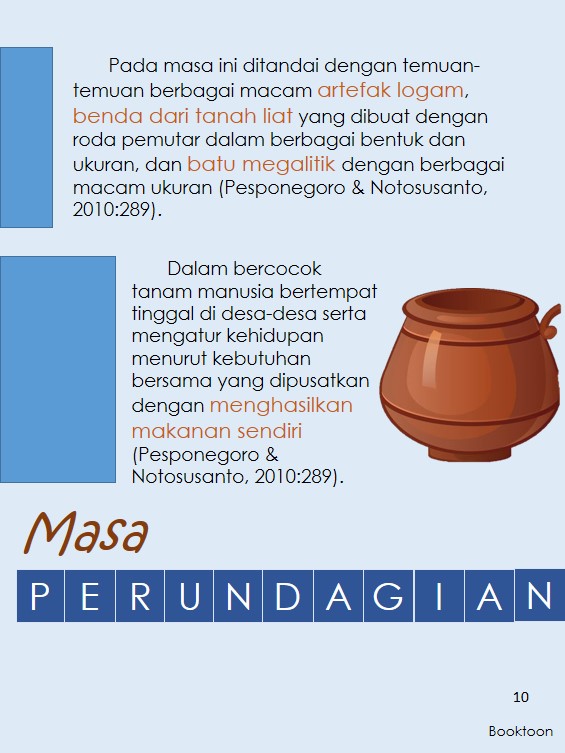 Pada masa ini ditandai dengan temuan-
temuan berbagai macam artefak logam,
benda dari tanah liat yang dibuat dengan
roda pemutar dalam berbagai bentuk dan
ukuran, dan batu megalitik dengan berbagai
macam ukuran (Pesponegoro & Notosusanto,
2010:289).
Dalam bercocok
tanam manusia bertempat
tinggal di desa-desa serta
mengatur kehidupan
menurut kebutuhan
bersama yang dipusatkan
dengan menghasilkan
makanan sendiri
(Pesponegoro &
Notosusanto, 2010:289).
Masa
PERUNDAGIAN
10
Booktoon